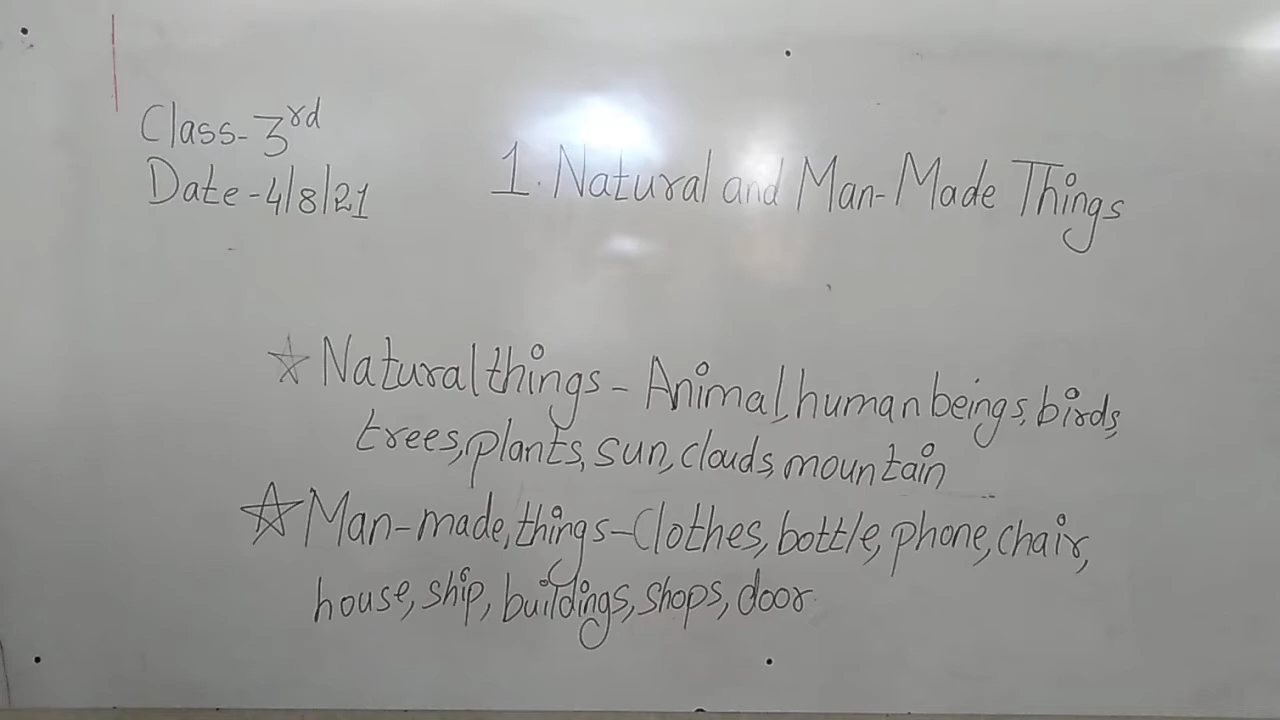 Class-3rd
Date-4/8/21
1. Natural and Man-Made Things
☆ Natural things - Animal, human beings, birds,
trees, plants, sun, clouds, mountain
☆ Man-made, things-Clothes, bottle, phone, chair,
house, ship, buildings, shops, door.